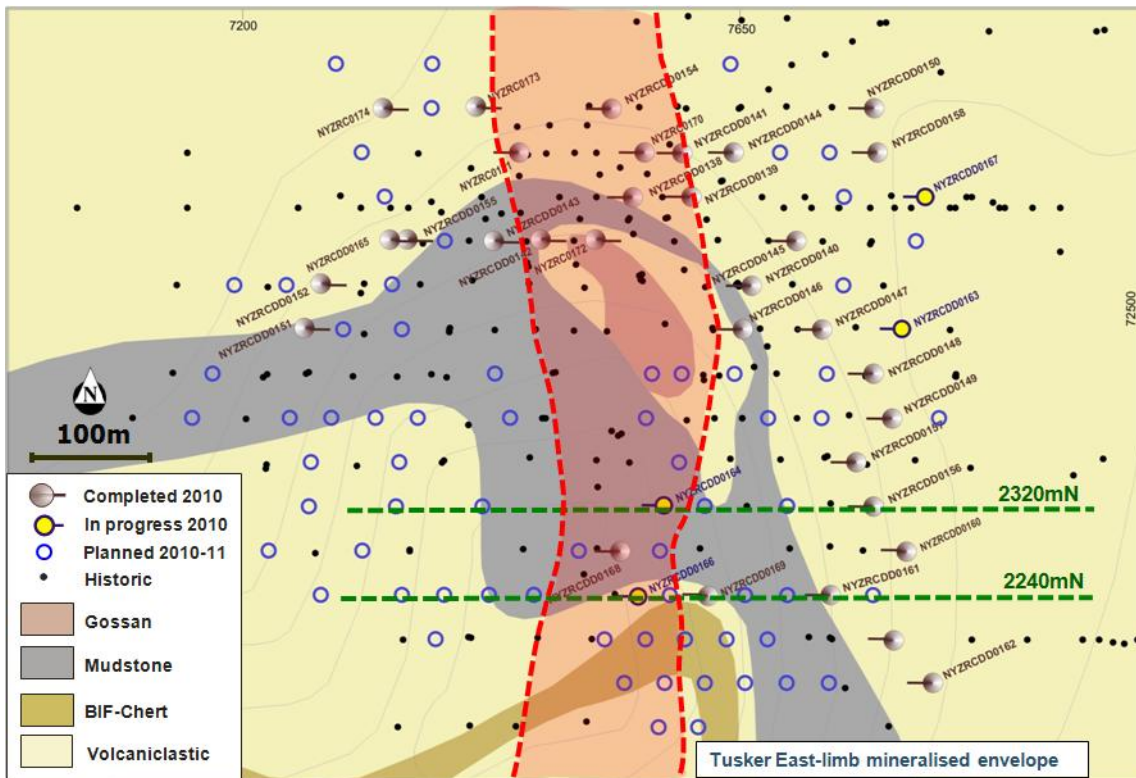 7200
7650
NYZRC0174
NYZRC0173
NYZRCDD0154
NYZRCDD0150
NYZRC0170
NYZRCDD0141
NYZRCDD0144
NYZRCDD0158
NYZRC0171
NYZRCDD0138
NYZRCDD0139
NYZRCDD0167
NYZRCDD0165
NYZRCDD0155
NYZRCDD0143
NYZRCDD0142
NYZRC0172
NYZRCDD0145
NYZRCDD0140
NYZRCDD0152
NYZRCDD0151
NYZRCDD0146
NYZRCDD0147
NYZRCDD0163
72500
NYZRCDD0148
NYZRCDD0149
NYZRCDD0157
N
100m
NYZRCDD0164
NYZRCDD0156
2320mN
NYZRCDD0160
NYZRCDD0168
NYZRCDD0166
NYZRCDD0169
NYZRCDD0161
2240mN
NYZRCDD0162
Completed 2010
In progress 2010
Planned 2010-11
Historic
Gossan
Mudstone
BIF-Chert
Volcaniclastic
Tusker East-limb mineralised envelope